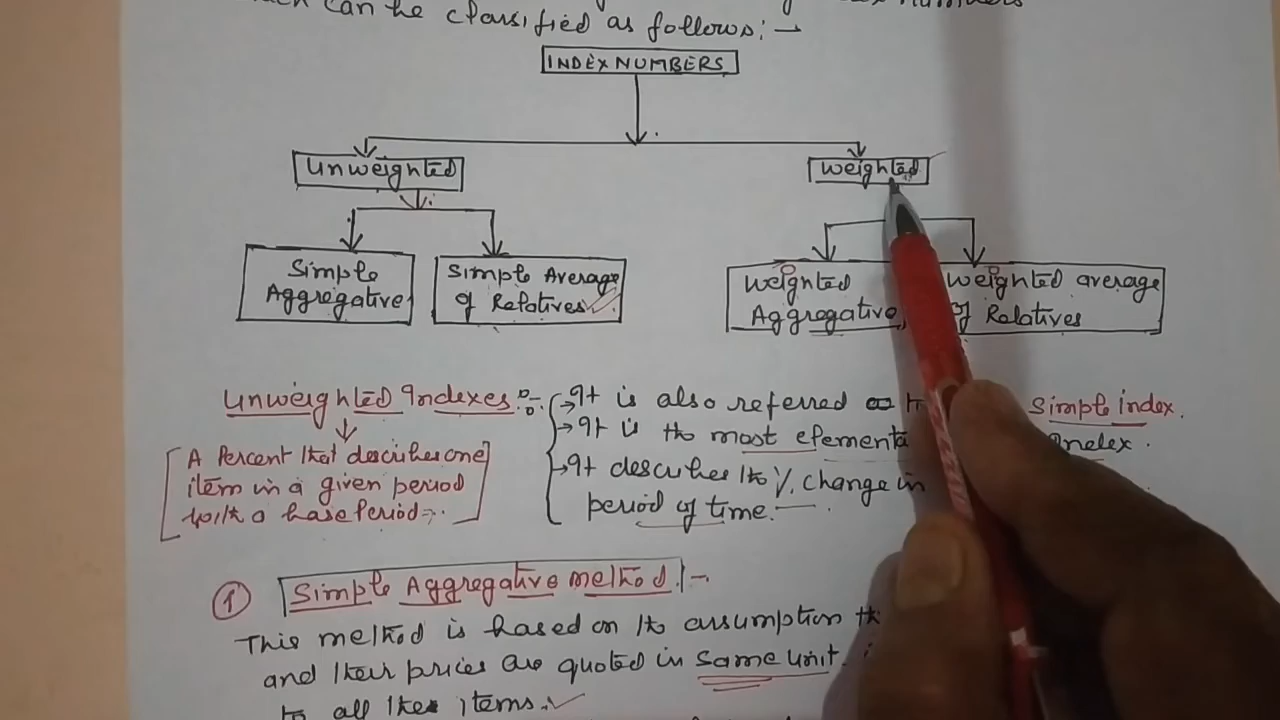 can be classified as follows:-
INDEX NUMBERS
Unweighted
Weighted
Simple Aggregative
Simple Average of Relatives
Weighted Aggregative
Weighted average of Relatives
Unweighted Indexes:-
→ It is also referred simple index.
A Percent that describes one item in a given period with a base Period
→ It is the most Index.
→ It describes the % change in
period of time.
① Simple Aggregative method:-
This method is based on the assumption
and their prices are quoted in same unit.
to all the items.